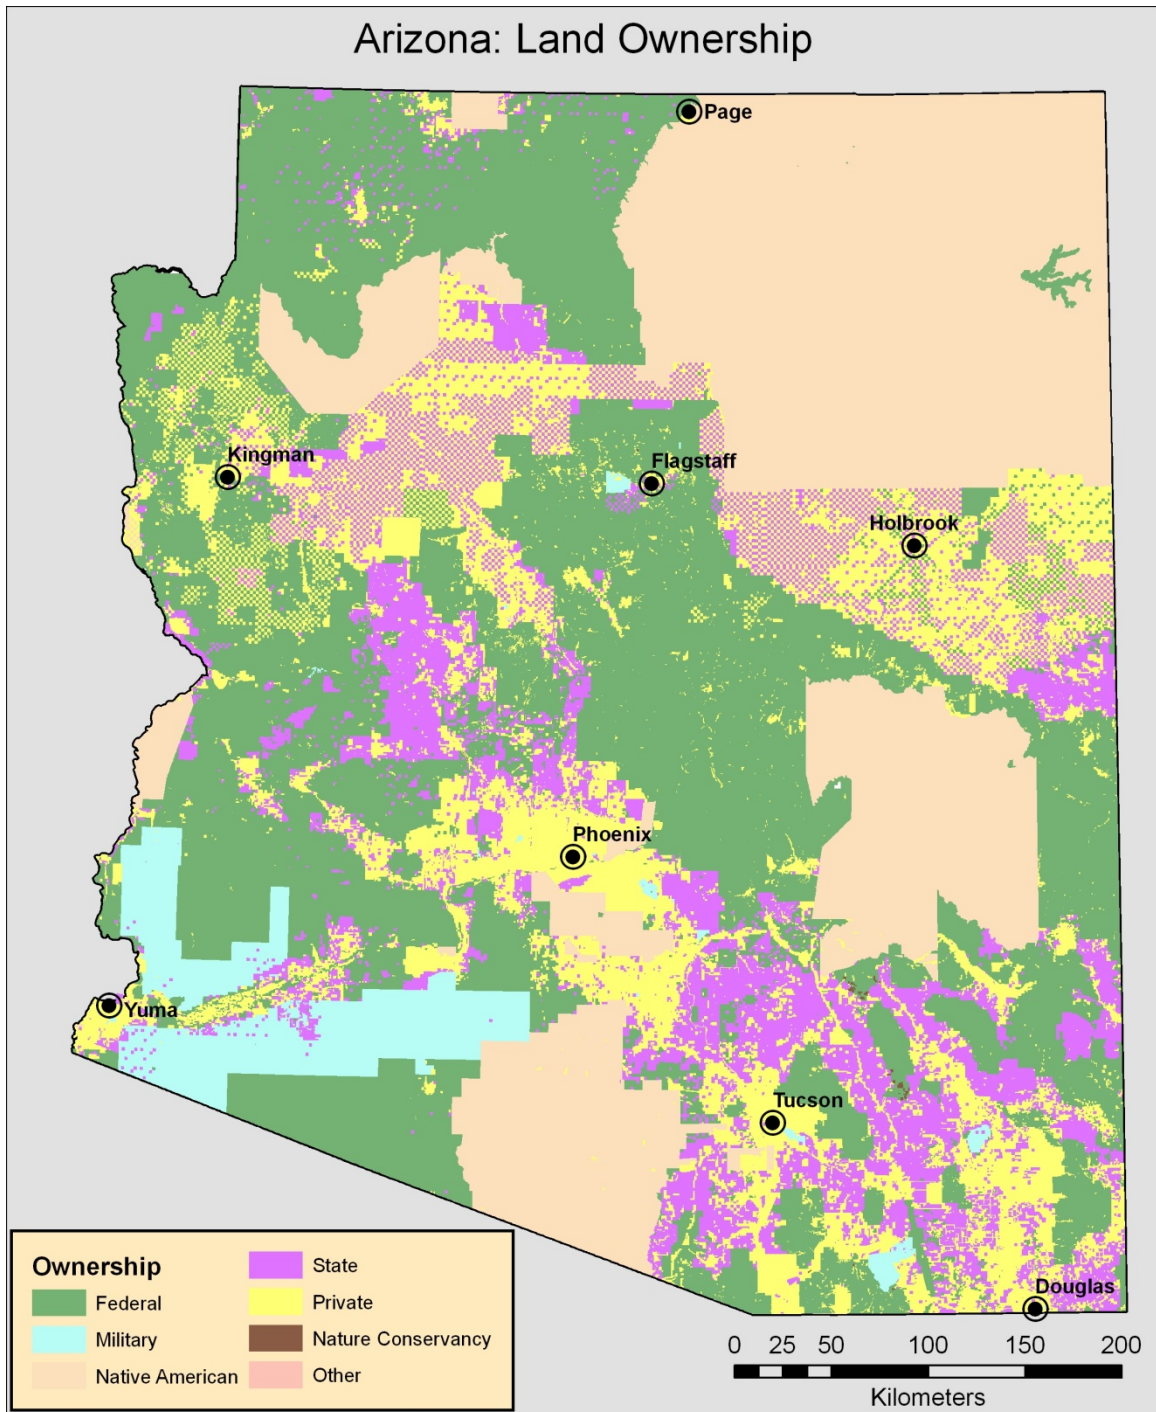 Arizona: Land Ownership
Page
Kingman
Flagstaff
Holbrook
Phoenix
Yuma
Tucson
Douglas
Ownership
Federal
Military
Native American
State
Private
Nature Conservancy
Other
0 25 50 100 150 200
Kilometers